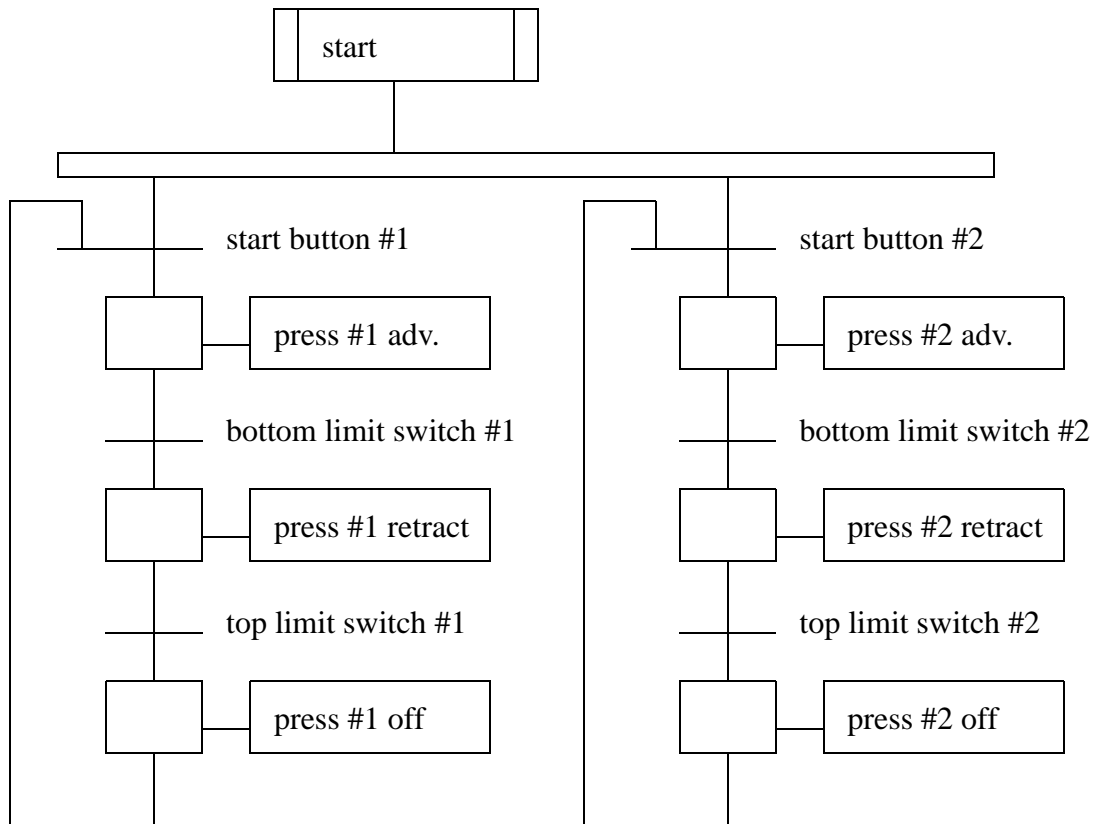 start
start button #1
start button #2
press #1 adv.
press #2 adv.
bottom limit switch #1
bottom limit switch #2
press #1 retract
press #2 retract
top limit switch #1
top limit switch #2
press #1 off
press #2 off